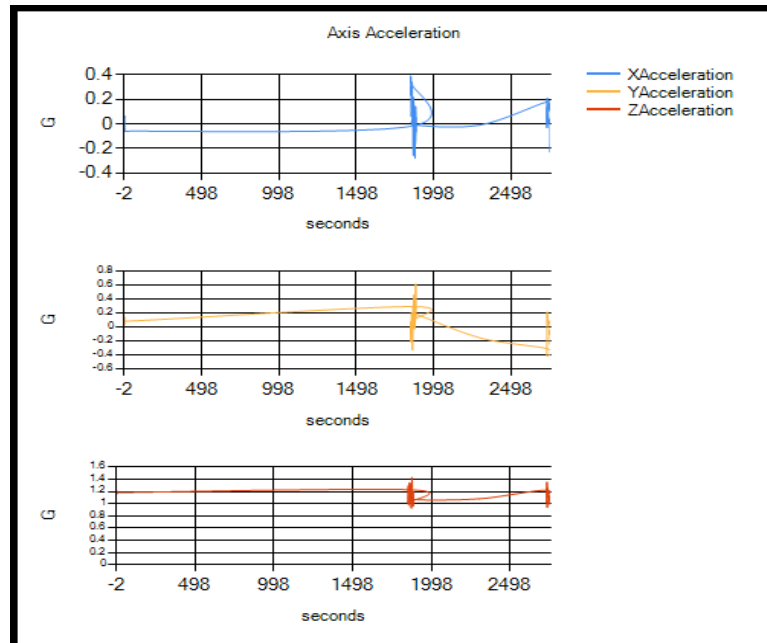 Axis Acceleration
0.4
0.2
0
-0.2
-0.4
G
-2 498 998 1498 1998 2498
seconds
XAcceleration
YAcceleration
ZAcceleration
0.8
0.6
0.4
0.2
0
-0.2
-0.4
-0.6
G
-2 498 998 1498 1998 2498
seconds
1.6
1.4
1.2
1
0.8
0.6
0.4
0.2
0
G
-2 498 998 1498 1998 2498
seconds